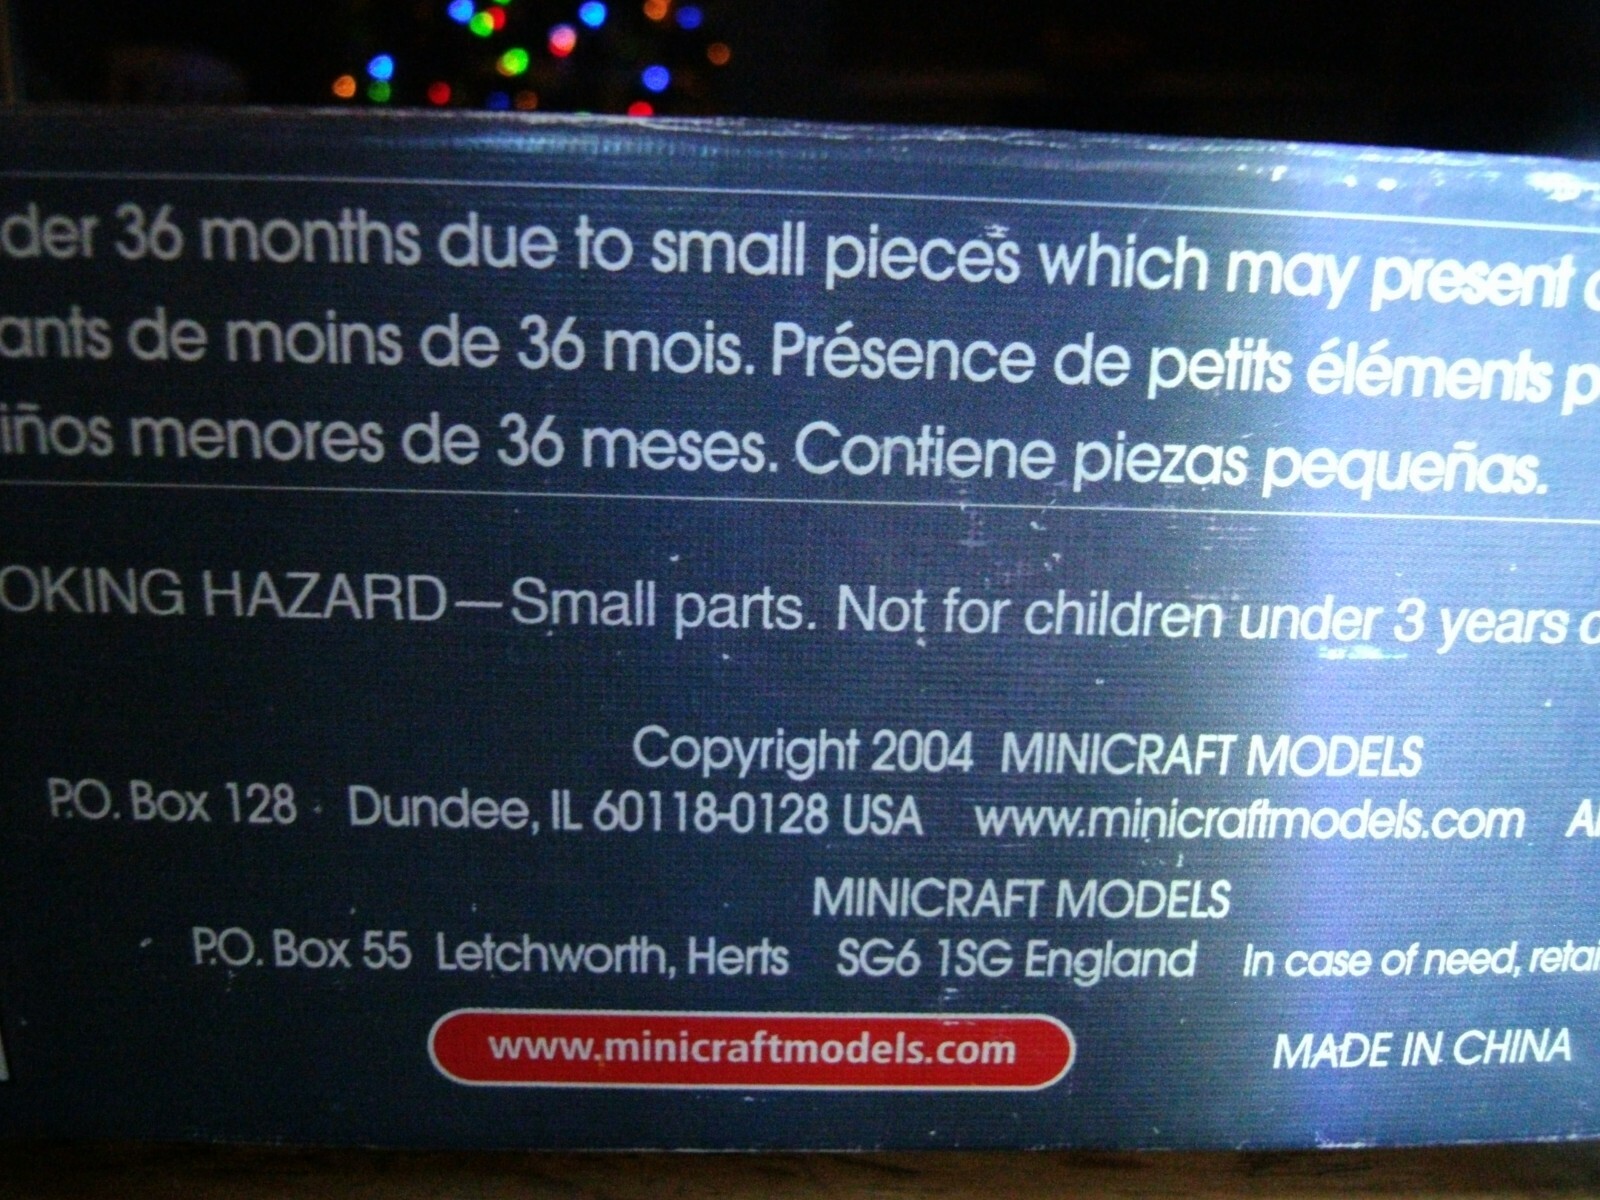 der 36 months due to small pieces which may present
ants de moins de 36 mois. Présence de petits éléments p
iños menores de 36 meses. Contiene piezas pequeñas.
OKING HAZARD—Small parts. Not for children under 3 years o
Copyright 2004 MINICRAFT MODELS
P.O. Box 128 · Dundee, IL 60118-0128 USA www.minicraftmodels.com
MINICRAFT MODELS
P.O. Box 55 Letchworth, Herts SG6 1SG England In case of need, retai
www.minicraftmodels.com
MADE IN CHINA